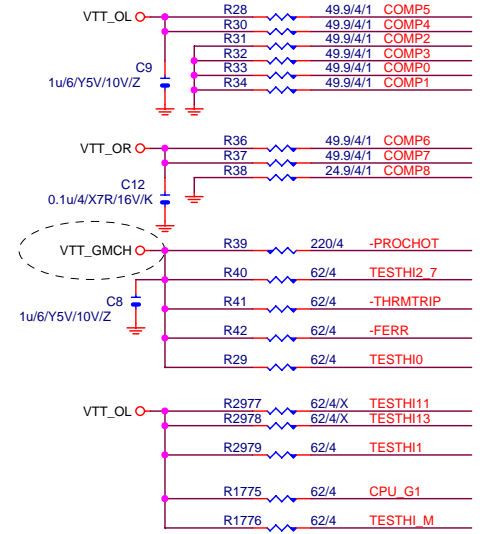 VTT_OL
R28 49.9/4/1 COMP5
R30 49.9/4/1 COMP4
R31 49.9/4/1 COMP2
R32 49.9/4/1 COMP3
R33 49.9/4/1 COMP0
R34 49.9/4/1 COMP1
C9
1u/6/Y5V/10V/Z
VTT_OR
R36 49.9/4/1 COMP6
R37 49.9/4/1 COMP7
R38 24.9/4/1 COMP8
C12
0.1u/4/X7R/16V/K
VTT_GMCH
R39 220/4 -PROCHOT
R40 62/4 TESTHI2_7
C8
1u/6/Y5V/10V/Z
R41 62/4 -THRMTRIP
R42 62/4 -FERR
R29 62/4 TESTHI0
VTT_OL
R2977 62/4/X TESTHI11
R2978 62/4/X TESTHI13
R2979 62/4 TESTHI1
R1775 62/4 CPU_G1
R1776 62/4 TESTHI_M